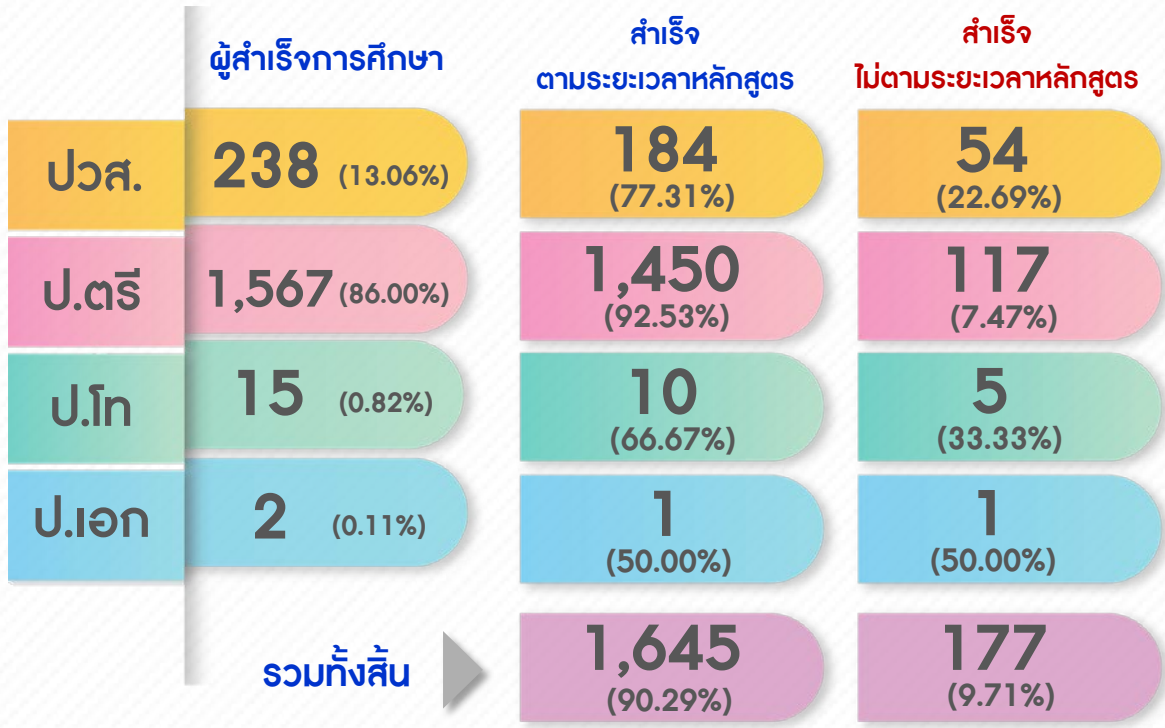 ผู้สำเร็จการศึกษา
สำเร็จ
ตามระยะเวลาหลักสูตร
สำเร็จ
ไม่ตามระยะเวลาหลักสูตร
ปวส.
238 (13.06%)
184
(77.31%)
54
(22.69%)
ป.ตรี
1,567 (86.00%)
1,450
(92.53%)
117
(7.47%)
ป.โท
15 (0.82%)
10
(66.67%)
5
(33.33%)
ป.เอก
2 (0.11%)
1
(50.00%)
1
(50.00%)
รวมทั้งสิ้น
1,645
(90.29%)
177
(9.71%)